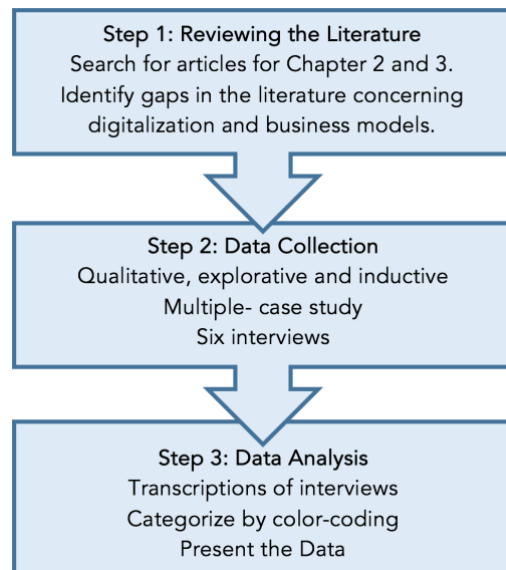 Step 1: Reviewing the Literature
Search for articles for Chapter 2 and 3.
Identify gaps in the literature concerning
digitalization and business models.
Step 2: Data Collection
Qualitative, explorative and inductive
Multiple- case study
Six interviews
Step 3: Data Analysis
Transcriptions of interviews
Categorize by color-coding
Present the Data